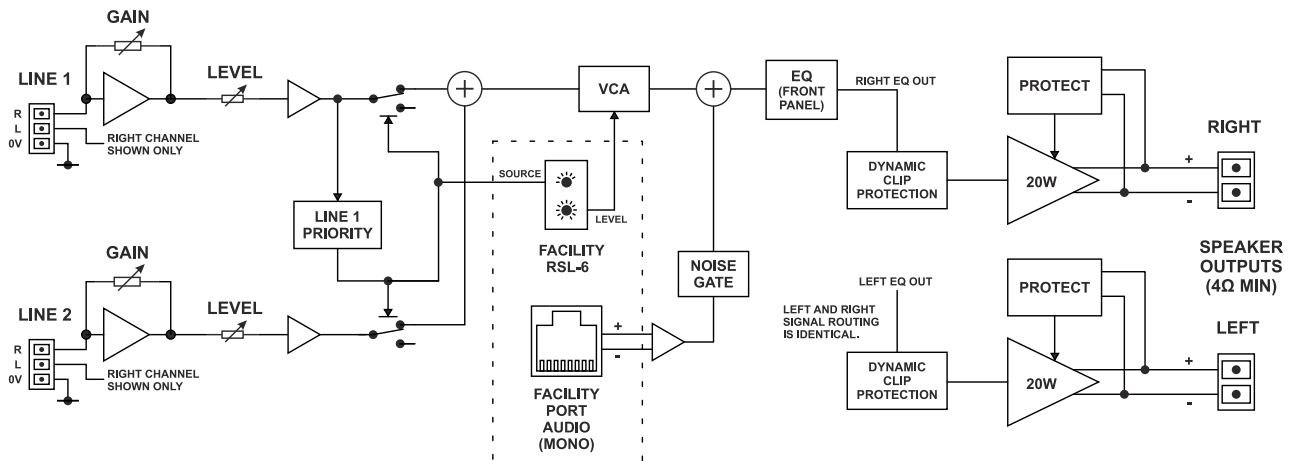 GAIN
LINE 1
LEVEL
R
L
0V
RIGHT CHANNEL
SHOWN ONLY
LINE 1
PRIORITY
GAIN
LINE 2
LEVEL
R
L
0V
RIGHT CHANNEL
SHOWN ONLY
SOURCE
LEVEL
FACILITY
RSL-6
+
-
FACILITY
PORT
AUDIO
(MONO)
VCA
NOISE
GATE
EQ
(FRONT
PANEL)
RIGHT EQ OUT
DYNAMIC
CLIP
PROTECTION
PROTECT
20W
+
-
RIGHT
SPEAKER
OUTPUTS
(4Ω MIN)
LEFT EQ OUT
LEFT AND RIGHT
SIGNAL ROUTING
IS IDENTICAL.
DYNAMIC
CLIP
PROTECTION
PROTECT
20W
+
-
LEFT